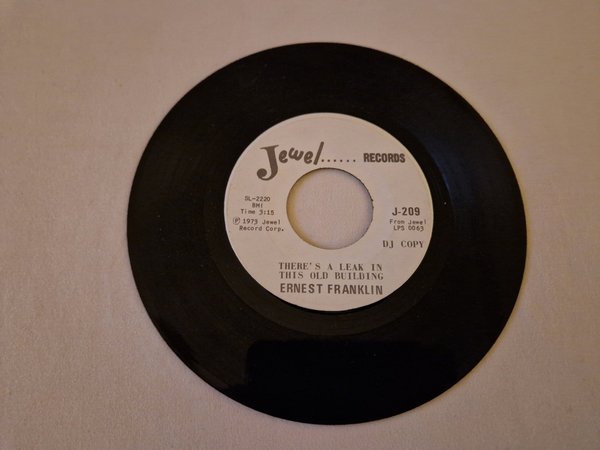 Jewel...... RECORDS
SL-2220
BMI
Time 3:15
℗ 1973 Jewel
Record Corp.
J-209
From Jewel
LPS 0063
DJ COPY
THERE'S A LEAK IN
THIS OLD BUILDING
ERNEST FRANKLIN